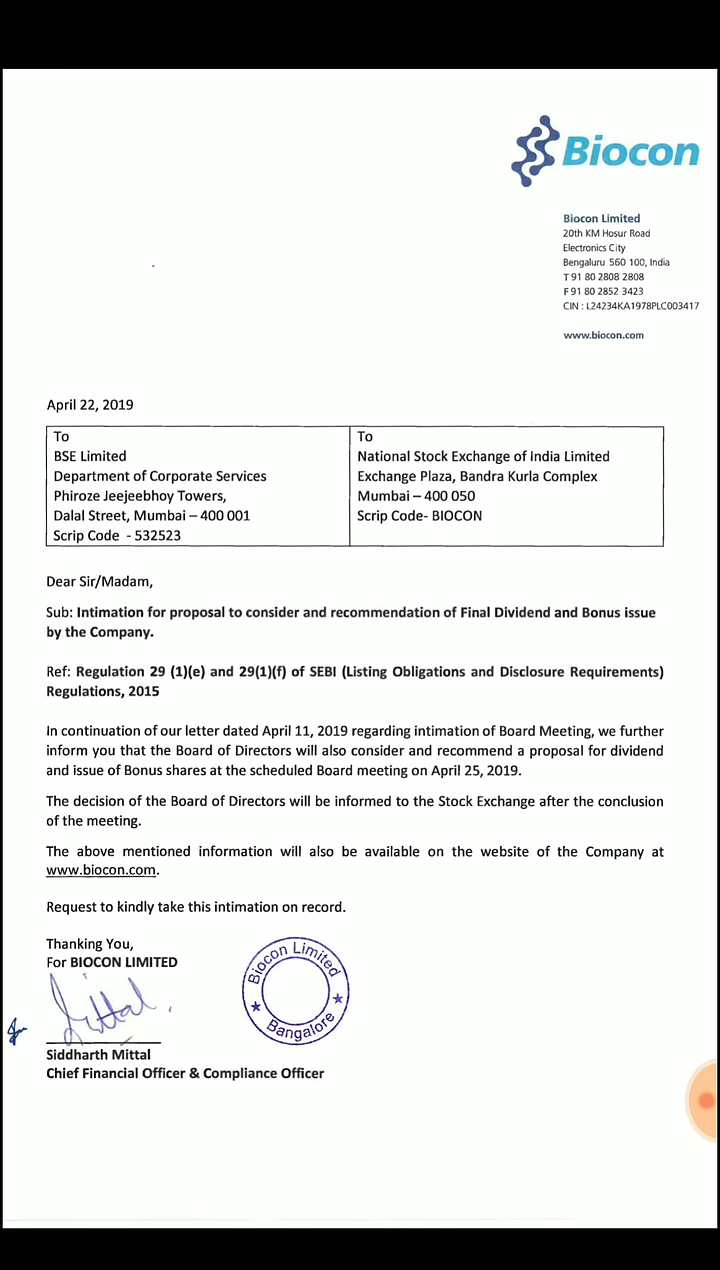 Biocon
Biocon Limited
20th KM Hosur Road
Electronics City
Bengaluru 560 100, India
T 91 80 2808 2808
F 91 80 2852 3423
CIN : L24234KA1978PLC003417
www.biocon.com
April 22, 2019
To
BSE Limited
Department of Corporate Services
Phiroze Jeejeebhoy Towers,
Dalal Street, Mumbai – 400 001
Scrip Code - 532523
To
National Stock Exchange of India Limited
Exchange Plaza, Bandra Kurla Complex
Mumbai – 400 050
Scrip Code- BIOCON
Dear Sir/Madam,
Sub: Intimation for proposal to consider and recommendation of Final Dividend and Bonus issue
by the Company.
Ref: Regulation 29 (1)(e) and 29(1)(f) of SEBI (Listing Obligations and Disclosure Requirements)
Regulations, 2015
In continuation of our letter dated April 11, 2019 regarding intimation of Board Meeting, we further
inform you that the Board of Directors will also consider and recommend a proposal for dividend
and issue of Bonus shares at the scheduled Board meeting on April 25, 2019.
The decision of the Board of Directors will be informed to the Stock Exchange after the conclusion
of the meeting.
The above mentioned information will also be available on the website of the Company at
www.biocon.com.
Request to kindly take this intimation on record.
Thanking You,
For BIOCON LIMITED
Biocon Limited
Bangalore
Siddharth Mittal
Chief Financial Officer & Compliance Officer